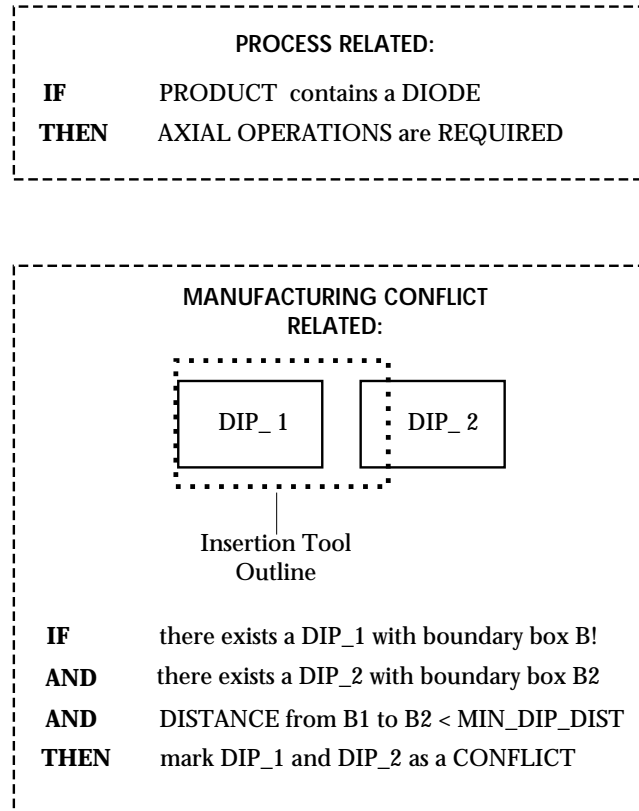 PROCESS RELATED:
IF PRODUCT contains a DIODE
THEN AXIAL OPERATIONS are REQUIRED
MANUFACTURING CONFLICT
RELATED:
DIP_ 1 DIP_ 2
Insertion Tool
Outline
IF there exists a DIP_1 with boundary box B!
AND there exists a DIP_2 with boundary box B2
AND DISTANCE from B1 to B2 < MIN_DIP_DIST
THEN mark DIP_1 and DIP_2 as a CONFLICT